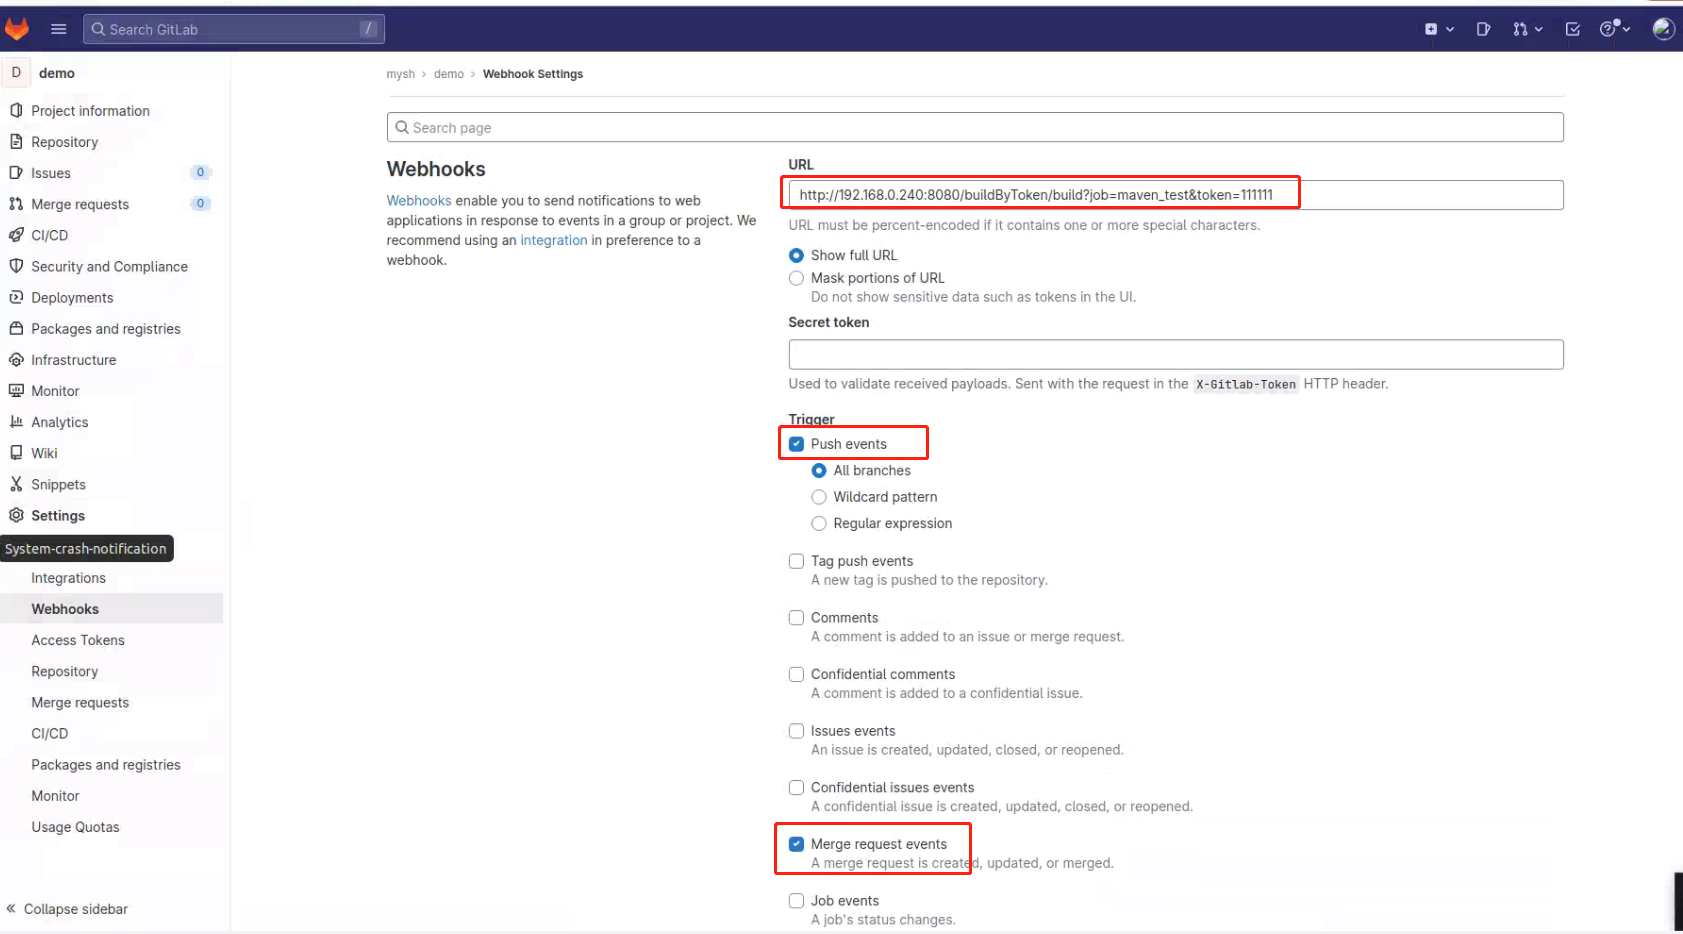 Search GitLab /
D demo
Project information
Repository
Issues 0
Merge requests 0
CI/CD
Security and Compliance
Deployments
Packages and registries
Infrastructure
Monitor
Analytics
Wiki
Snippets
Settings
System-crash-notification
Integrations
Webhooks
Access Tokens
Repository
Merge requests
CI/CD
Packages and registries
Monitor
Usage Quotas
« Collapse sidebar
mysh › demo › Webhook Settings
Search page
Webhooks
Webhooks enable you to send notifications to web
applications in response to events in a group or project. We
recommend using an integration in preference to a
webhook.
URL
http://192.168.0.240:8080/buildByToken/build?job=maven_test&token=111111
URL must be percent-encoded if it contains one or more special characters.
Show full URL
Mask portions of URL
Do not show sensitive data such as tokens in the UI.
Secret token
Used to validate received payloads. Sent with the request in the X-Gitlab-Token HTTP header.
Trigger
Push events
All branches
Wildcard pattern
Regular expression
Tag push events
A new tag is pushed to the repository.
Comments
A comment is added to an issue or merge request.
Confidential comments
A comment is added to a confidential issue.
Issues events
An issue is created, updated, closed, or reopened.
Confidential issues events
A confidential issue is created, updated, closed, or reopened.
Merge request events
A merge request is created, updated, or merged.
Job events
A job's status changes.